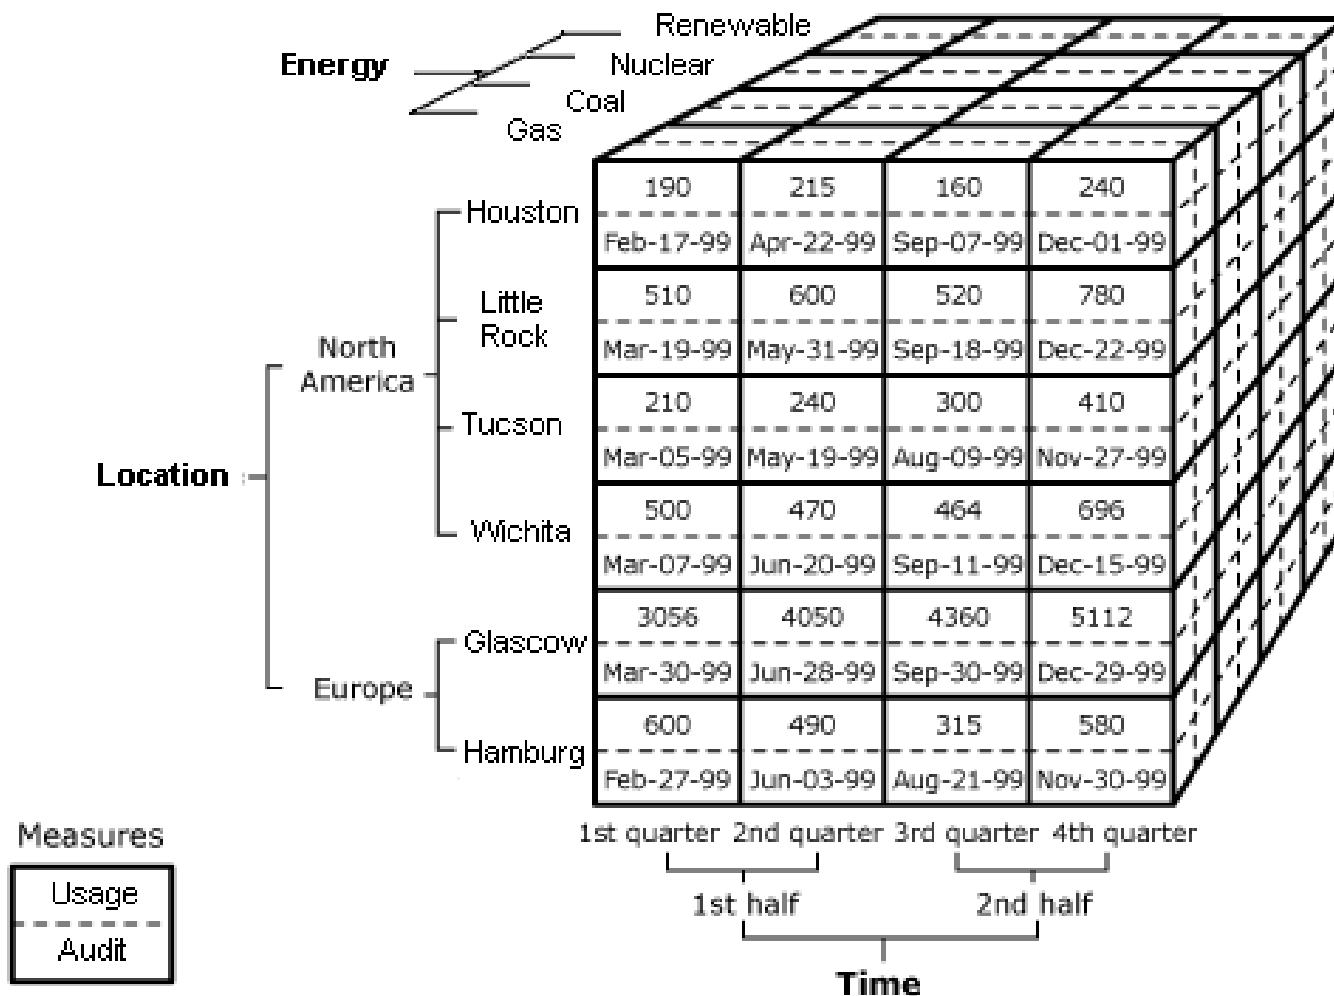 Renewable
Energy
Nuclear
Coal
Gas
190 215 160 240
Houston
Feb-17-99 Apr-22-99 Sep-07-99 Dec-01-99
510 600 520 780
Little
Rock
Mar-19-99 May-31-99 Sep-18-99 Dec-22-99
North
America
210 240 300 410
Tucson
Mar-05-99 May-19-99 Aug-09-99 Nov-27-99
Location
500 470 464 696
Wichita
Mar-07-99 Jun-20-99 Sep-11-99 Dec-15-99
3056 4050 4360 5112
Glascow
Mar-30-99 Jun-28-99 Sep-30-99 Dec-29-99
Europe
600 490 315 580
Hamburg
Feb-27-99 Jun-03-99 Aug-21-99 Nov-30-99
1st quarter 2nd quarter 3rd quarter 4th quarter
1st half 2nd half
Time
Measures
Usage
Audit